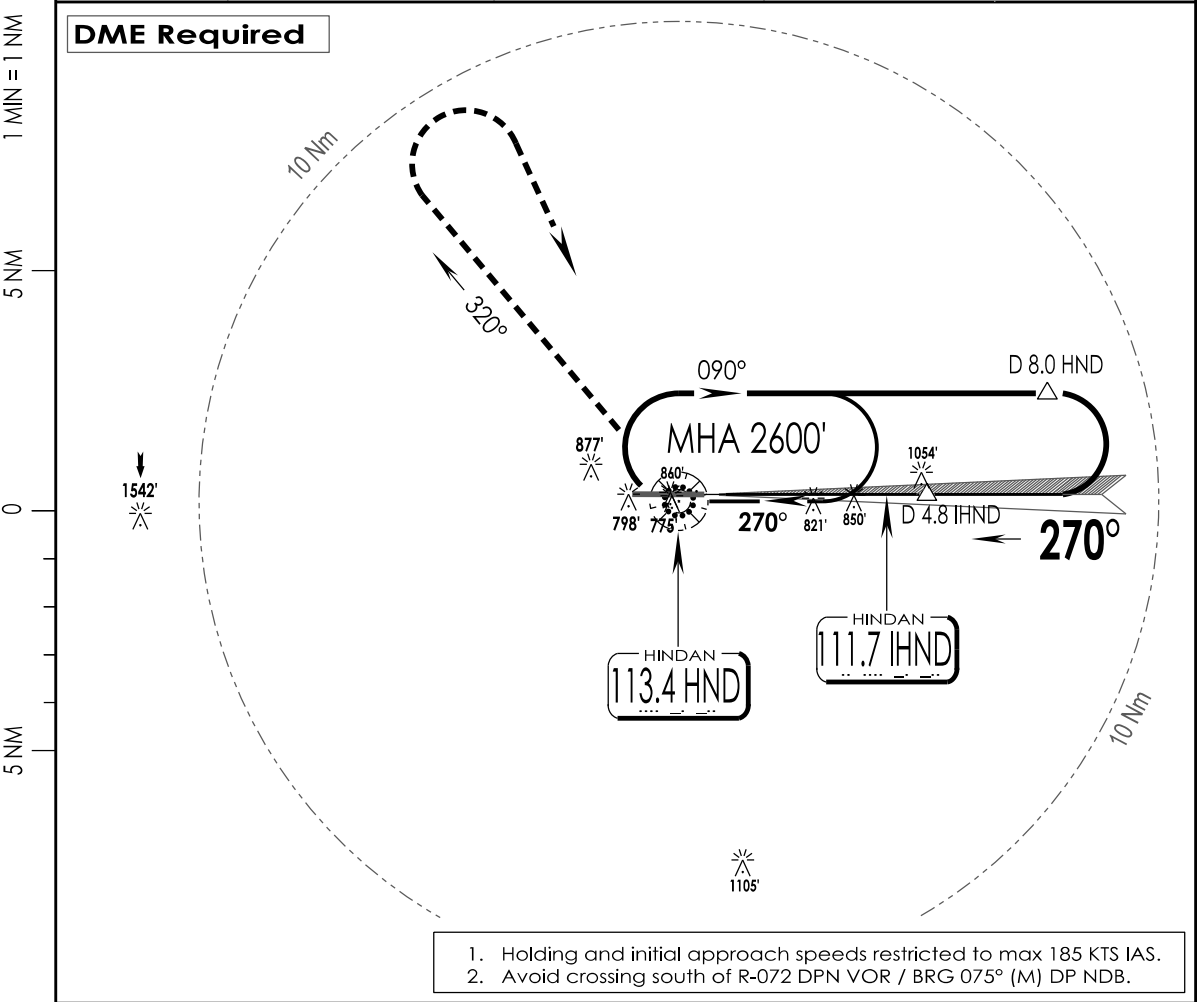 1 MIN = 1 NM
DME Required
10 Nm
5 NM
320°
090°
D 8.0 HND
MHA 2600'
877'
1054'
860'
1542'
0
798'
775'
270°
821'
850'
D 4.8 IHND
270°
HINDAN
111.7 IHND
HINDAN
113.4 HND
10 Nm
5 NM
1105'
1. Holding and initial approach speeds restricted to max 185 KTS IAS.
2. Avoid crossing south of R-072 DPN VOR / BRG 075° (M) DP NDB.